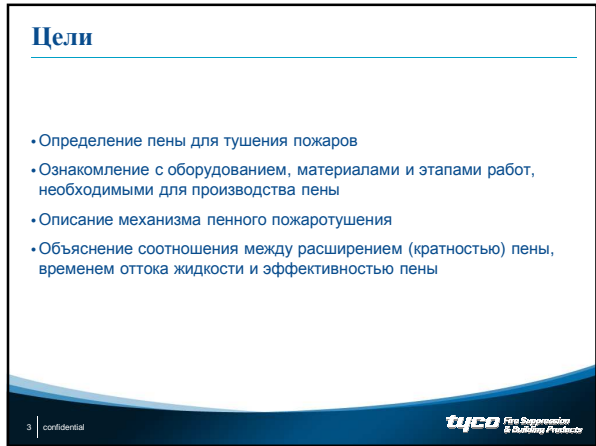 Цели
• Определение пены для тушения пожаров
• Ознакомление с оборудованием, материалами и этапами работ,
необходимыми для производства пены
• Описание механизма пенного пожаротушения
• Объяснение соотношения между расширением (кратностью) пены,
временем оттока жидкости и эффективностью пены
3 | confidential
tyco Fire Suppression
& Building Products